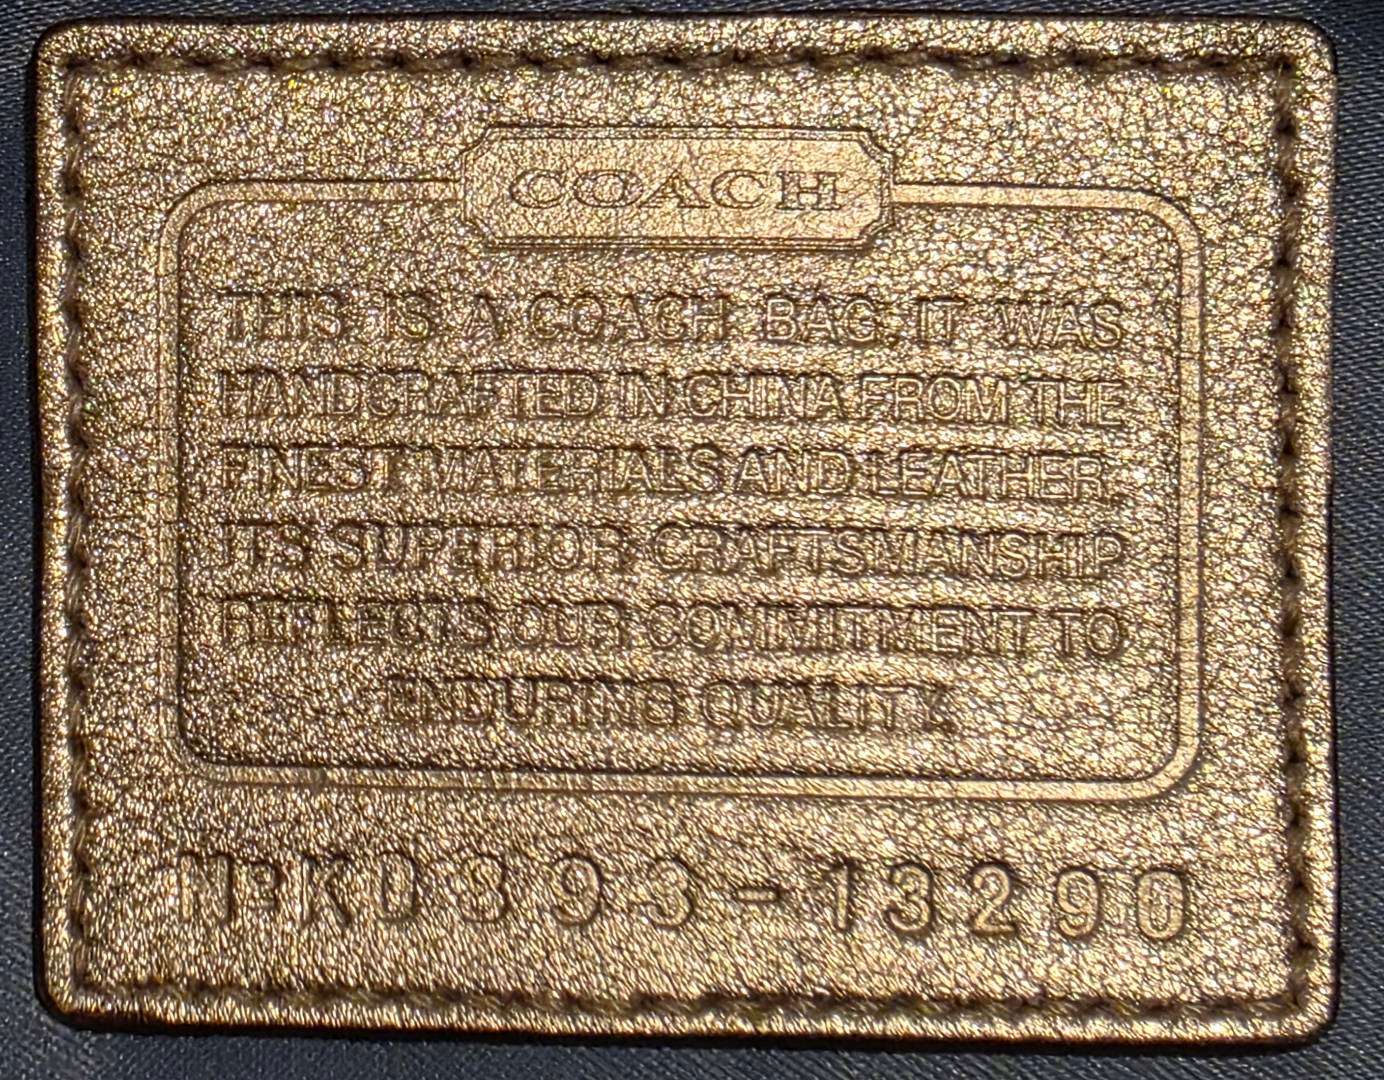 COACH
THIS IS A COACH BAG. IT WAS
HANDCRAFTED IN CHINA FROM THE
FINEST MATERIALS AND LEATHER.
ITS SUPERIOR CRAFTSMANSHIP
REFLECTS OUR COMMITMENT TO
ENDURING QUALITY.
Nº KD893-13290